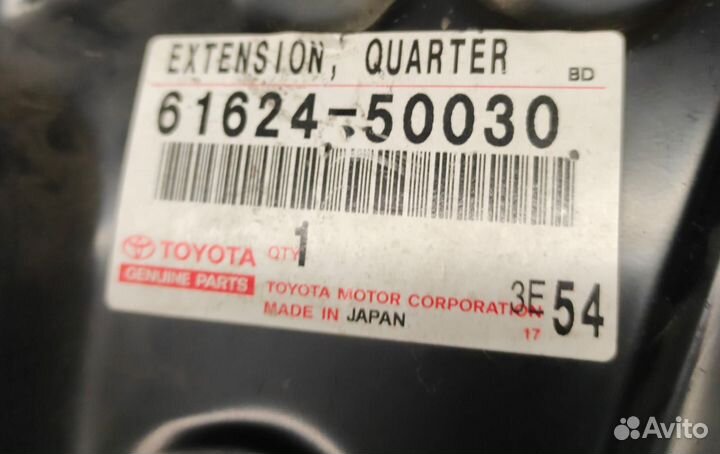 EXTENSION, QUARTER BD
61624-50030
TOYOTA QTY 1
GENUINE PARTS TOYOTA MOTOR CORPORATION 3E 54
MADE IN JAPAN 17
Avito